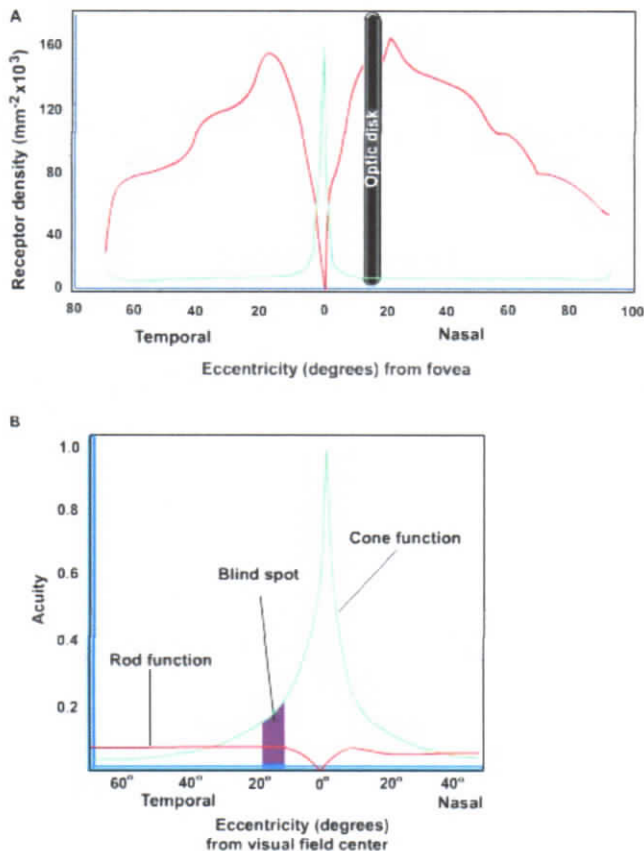 A
Receptor density (mm-2 x10³)
160
120
80
40
0
Optic disk
80 60 40 20 0 20 40 60 80 100
Temporal Nasal
Eccentricity (degrees) from fovea
B
Acuity
1.0
0.8
0.6
0.4
0.2
Cone function
Blind spot
Rod function
60° 40° 20° 0° 20° 40°
Temporal Nasal
Eccentricity (degrees)
from visual field center